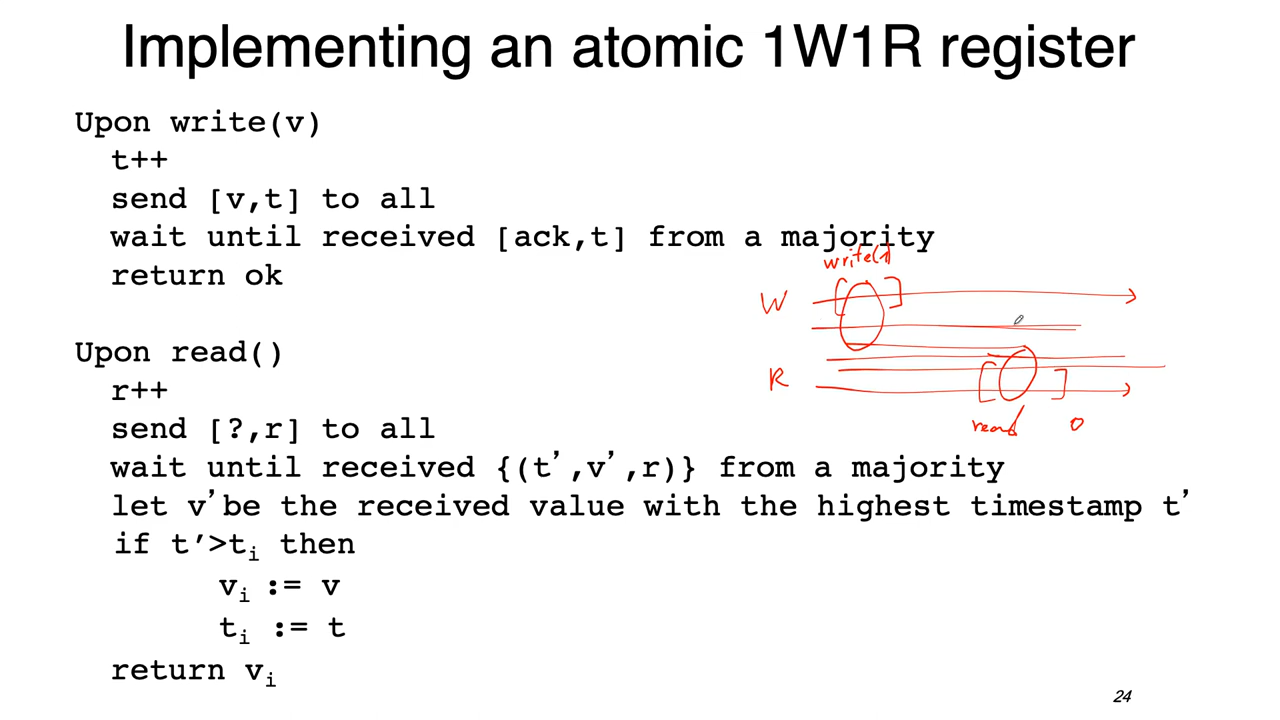 Implementing an atomic 1W1R register
Upon write(v)
t++
send [v,t] to all
wait until received [ack,t] from a majority
return ok
write(1)
W
Upon read()
r++
R
send [?,r] to all
read 0
wait until received {(t’,v’,r)} from a majority
let v’be the received value with the highest timestamp t’
if t’>ti then
vi := v
ti := t
return vi
24